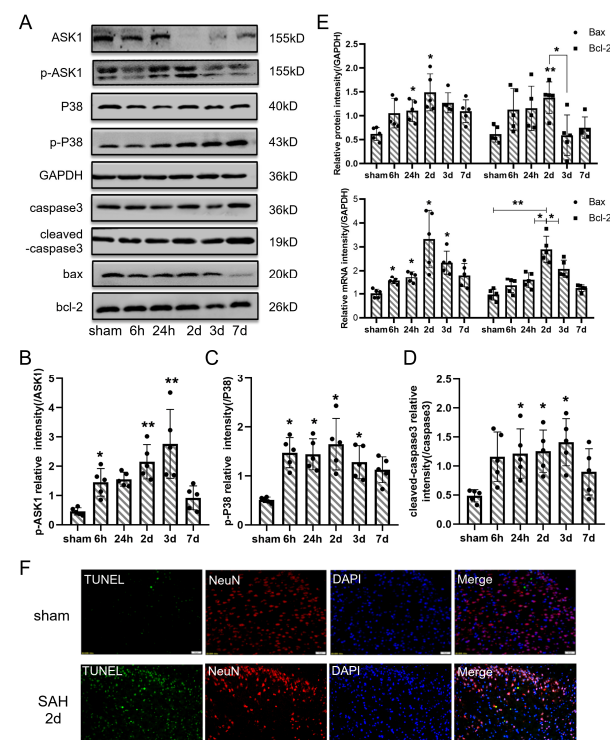 A
ASK1 155kD
p-ASK1 155kD
P38 40kD
p-P38 43kD
GAPDH 36kD
caspase3 36kD
cleaved
-caspase3 19kD
bax 20kD
bcl-2 26kD
sham 6h 24h 2d 3d 7d
E
Relative protein intensity(/GAPDH)
2.5
2.0
1.5
1.0
0.5
0.0
* * ** *
Bax
Bcl-2
sham 6h 24h 2d 3d 7d sham 6h 24h 2d 3d 7d
Relative mRNA intensity(/GAPDH)
5
4
3
2
1
0
* * * * ** * *
Bax
Bcl-2
sham 6h 24h 2d 3d 7d sham 6h 24h 2d 3d 7d
B
p-ASK1 relative intensity(/ASK1)
5
4
3
2
1
0
* ** **
sham 6h 24h 2d 3d 7d
C
p-P38 relative intensity(/P38)
3
2
1
0
* * * *
sham 6h 24h 2d 3d 7d
D
cleaved-caspase3 relative
intensity(/caspase3)
2.5
2.0
1.5
1.0
0.5
0.0
* * *
sham 6h 24h 2d 3d 7d
F
TUNEL NeuN DAPI Merge
sham
TUNEL NeuN DAPI Merge
SAH
2d